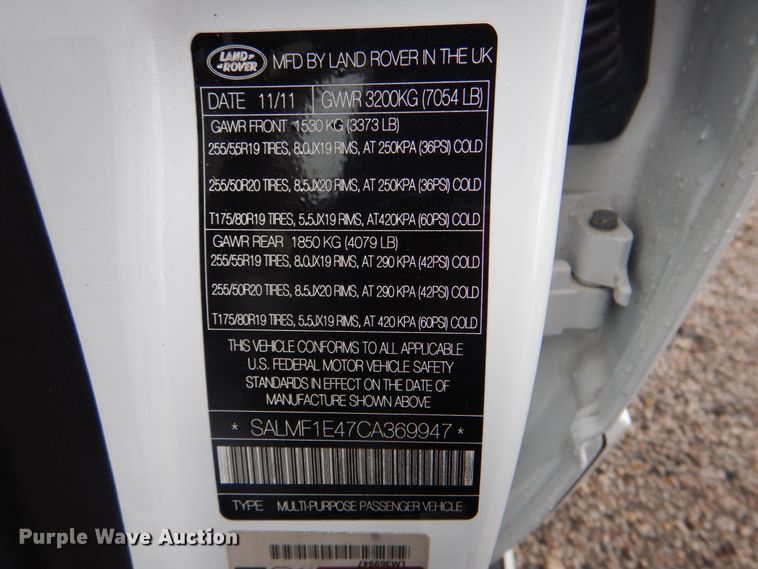 LAND ROVER
MFD BY LAND ROVER IN THE UK
DATE 11/11 GWWR 3200KG (7054 LB)
GAWR FRONT 1530 KG (3373 LB)
255/55R19 TIRES, 8.0JX19 RIMS, AT 250KPA (36PSI) COLD
255/50R20 TIRES, 8.5JX20 RIMS, AT 250KPA (36PSI) COLD
T175/80R19 TIRES, 5.5JX19 RIMS, AT420KPA (60PSI) COLD
GAWR REAR 1850 KG (4079 LB)
255/55R19 TIRES, 8.0JX19 RIMS, AT 290 KPA (42PSI) COLD
255/50R20 TIRES, 8.5JX20 RIMS, AT 290 KPA (42PSI) COLD
T175/80R19 TIRES, 5.5JX19 RIMS, AT 420 KPA (60PSI) COLD
THIS VEHICLE CONFORMS TO ALL APPLICABLE
U.S. FEDERAL MOTOR VEHICLE SAFETY
STANDARDS IN EFFECT ON THE DATE OF
MANUFACTURE SHOWN ABOVE.
* SALMF1E47CA369947 *
TYPE MULTI-PURPOSE PASSENGER VEHICLE
Purple Wave Auction
LM369947